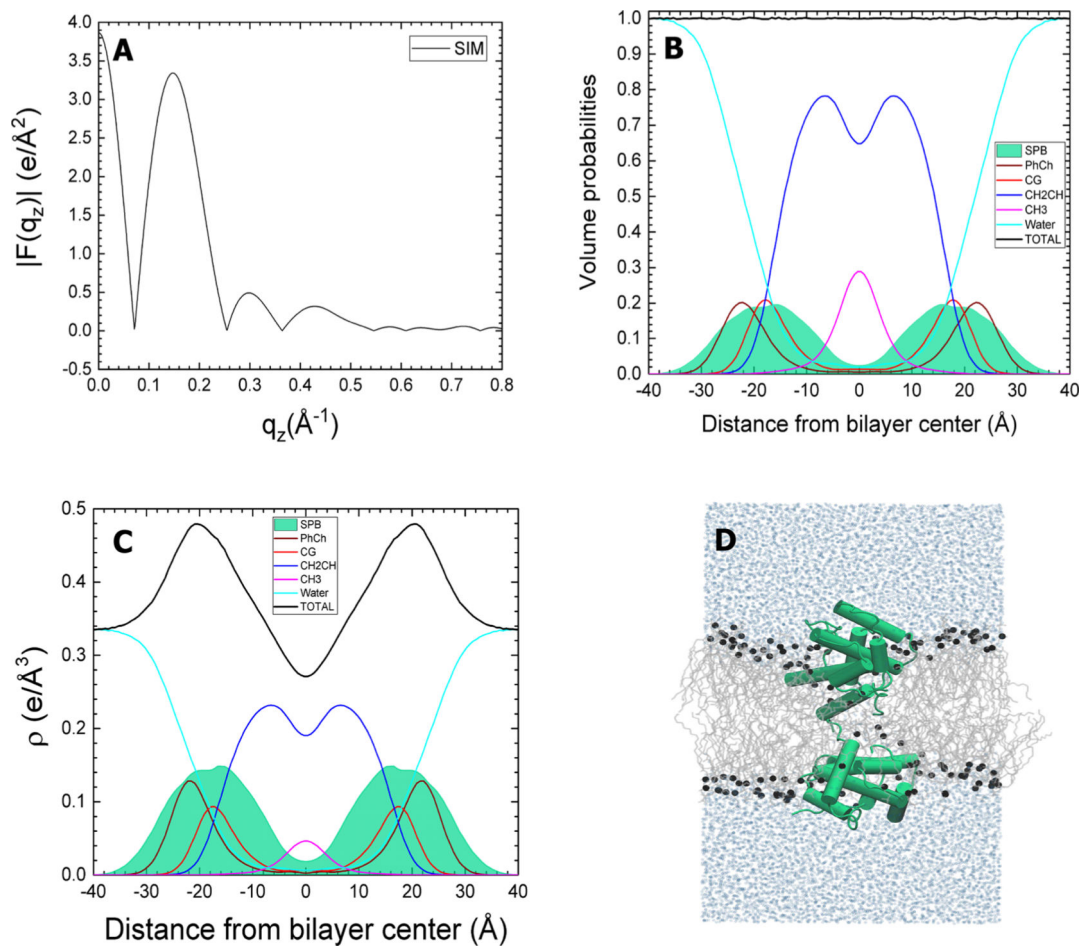 A
SIM
4.0
3.5
3.0
2.5
2.0
1.5
1.0
0.5
0.0
-0.5
|F(q_z)| (e/Å²)
0.0 0.1 0.2 0.3 0.4 0.5 0.6 0.7 0.8
q_z(Å⁻¹)
B
1.0
0.9
0.8
0.7
0.6
0.5
0.4
0.3
0.2
0.1
0.0
Volume probabilities
SPB
PhCh
CG
CH2CH
CH3
Water
TOTAL
-40 -30 -20 -10 0 10 20 30 40
Distance from bilayer center (Å)
C
0.5
0.4
0.3
0.2
0.1
0.0
ρ (e/Å³)
SPB
PhCh
CG
CH2CH
CH3
Water
TOTAL
-40 -30 -20 -10 0 10 20 30 40
Distance from bilayer center (Å)
D